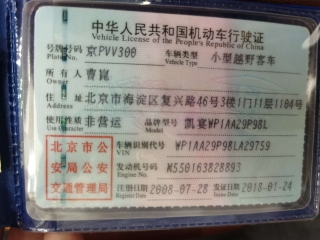 中华人民共和国机动车行驶证
Vehicle License of the People's Republic of China
号牌号码 京PVV300 车辆类型 小型越野客车
Plate No. Vehicle Type
所有人 曹崑
Owner
住址 北京市海淀区复兴路46号3楼1门11层1104号
Address
使用性质 非营运 品牌型号 凯宴WP1AA29P98L
Use Character Model
北京市公安局公安交通管理局
车辆识别代号 WP1AA29P98LA29759
VIN
发动机号码 M550163828893
Engine No.
注册日期 2008-07-28 发证日期 2018-01-24
Register Date Issue Date